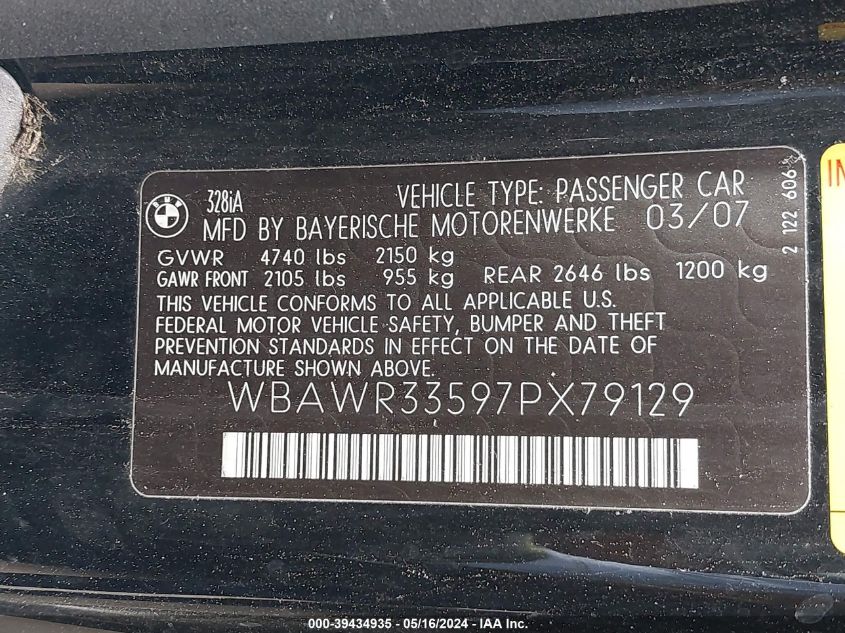 BMW
328iA
VEHICLE TYPE: PASSENGER CAR
MFD BY BAYERISCHE MOTORENWERKE 03/07
GVWR 4740 lbs 2150 kg
GAWR FRONT 2105 lbs 955 kg REAR 2646 lbs 1200 kg
THIS VEHICLE CONFORMS TO ALL APPLICABLE U.S.
FEDERAL MOTOR VEHICLE SAFETY, BUMPER AND THEFT
PREVENTION STANDARDS IN EFFECT ON THE DATE OF
MANUFACTURE SHOWN ABOVE.
WBAWR33597PX79129
000-39434935 - 05/16/2024 - IAA Inc.